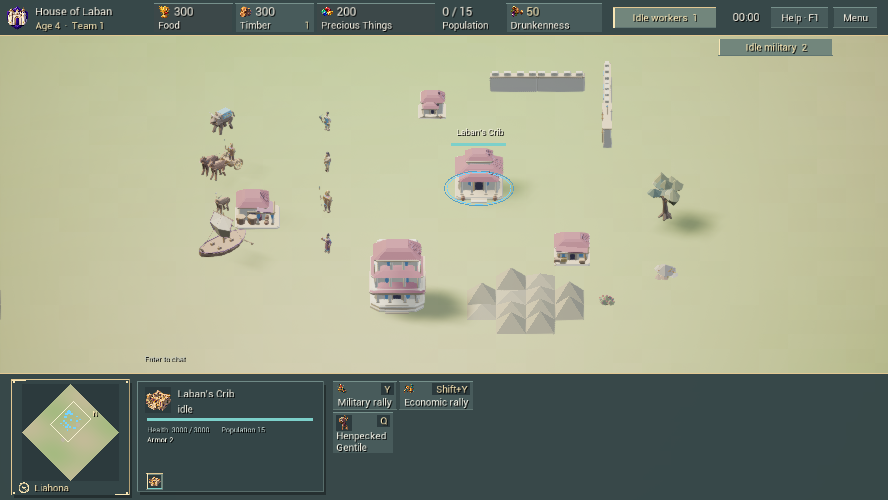 House of Laban
Age 4 · Team 1
300
Food
300
Timber 1
200
Precious Things
0 / 15
Population
50
Drunkenness
Idle workers 1
00:00
Help · F1
Menu
Idle military 2
Laban's Crib
Enter to chat
Liahona
Laban's Crib
idle
Health 3000 / 3000 Population 15
Armor 2
Y
Military rally
Shift+Y
Economic rally
Q
Henpecked
Gentile